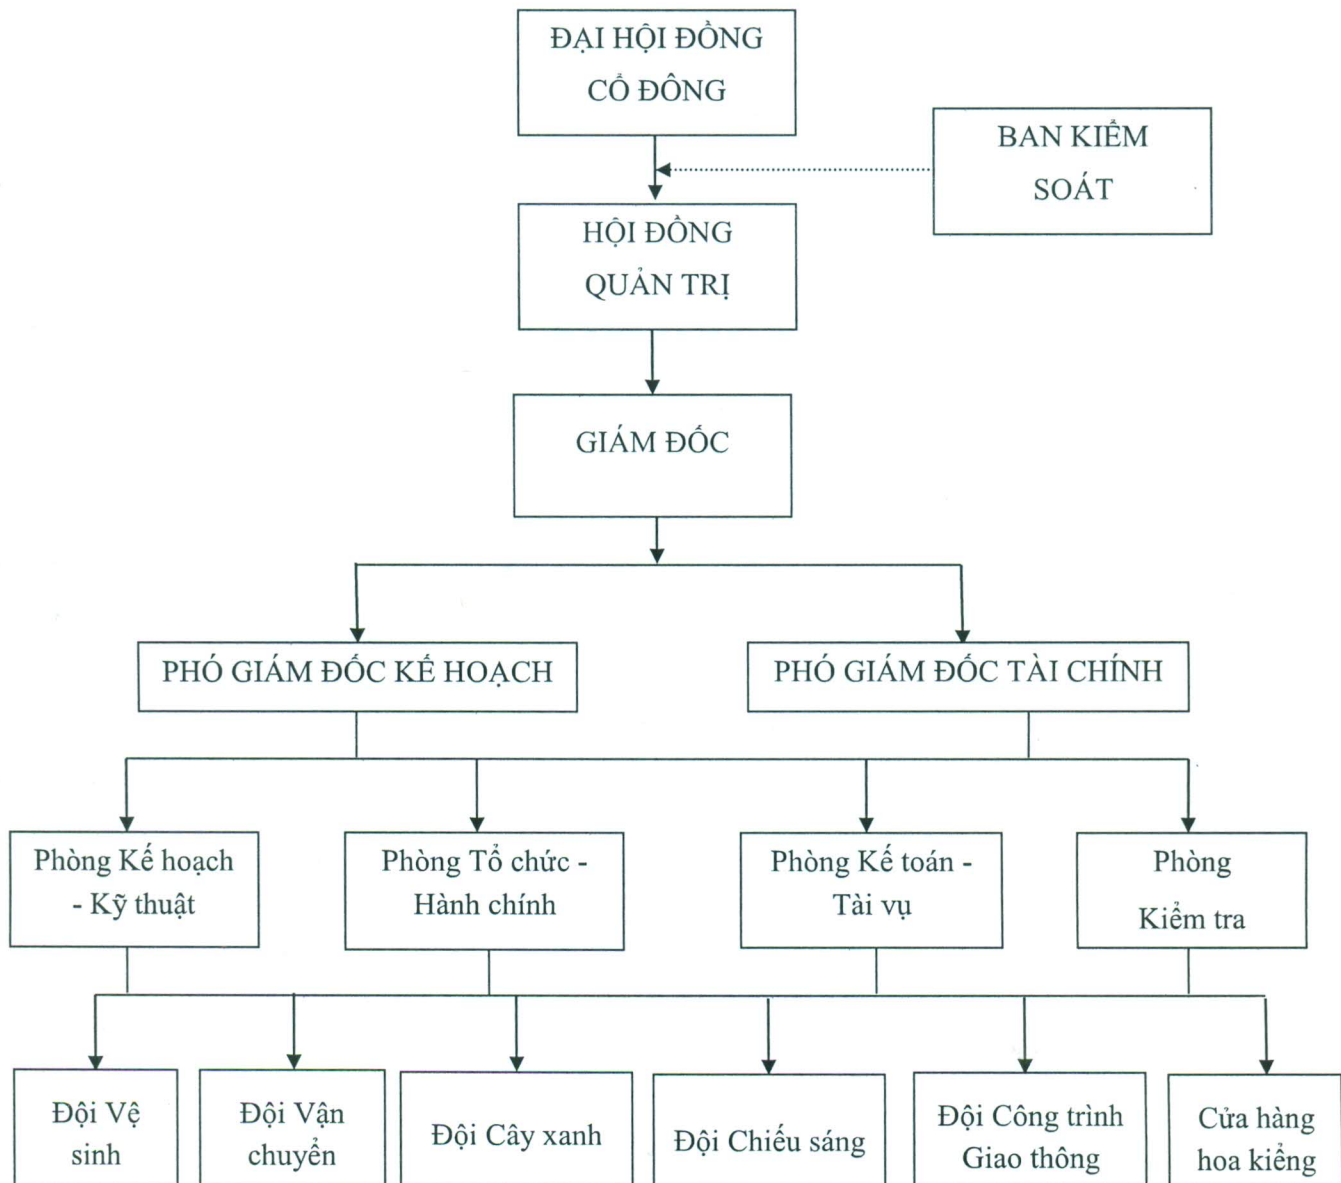 ĐẠI HỘI ĐỒNG
CỔ ĐÔNG
BAN KIỂM
SOÁT
HỘI ĐỒNG
QUẢN TRỊ
GIÁM ĐỐC
PHÓ GIÁM ĐỐC KẾ HOẠCH
PHÓ GIÁM ĐỐC TÀI CHÍNH
Phòng Kế hoạch
- Kỹ thuật
Phòng Tổ chức -
Hành chính
Phòng Kế toán -
Tài vụ
Phòng
Kiểm tra
Đội Vệ
sinh
Đội Vận
chuyển
Đội Cây xanh
Đội Chiếu sáng
Đội Công trình
Giao thông
Cửa hàng
hoa kiểng